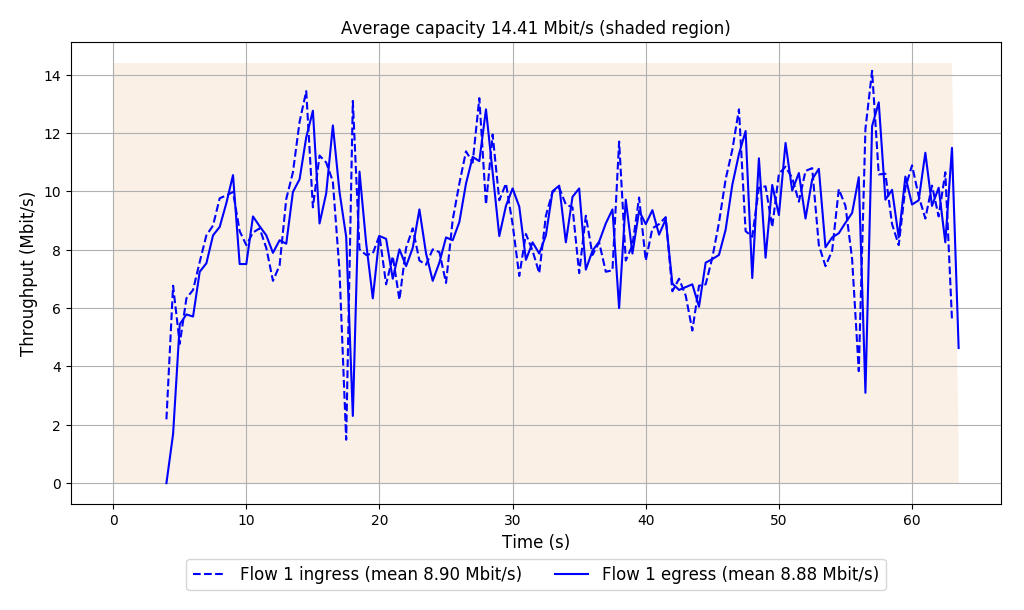 Average capacity 14.41 Mbit/s (shaded region)
Throughput (Mbit/s)
14
12
10
8
6
4
2
0
0 10 20 30 40 50 60
Time (s)
Flow 1 ingress (mean 8.90 Mbit/s) Flow 1 egress (mean 8.88 Mbit/s)